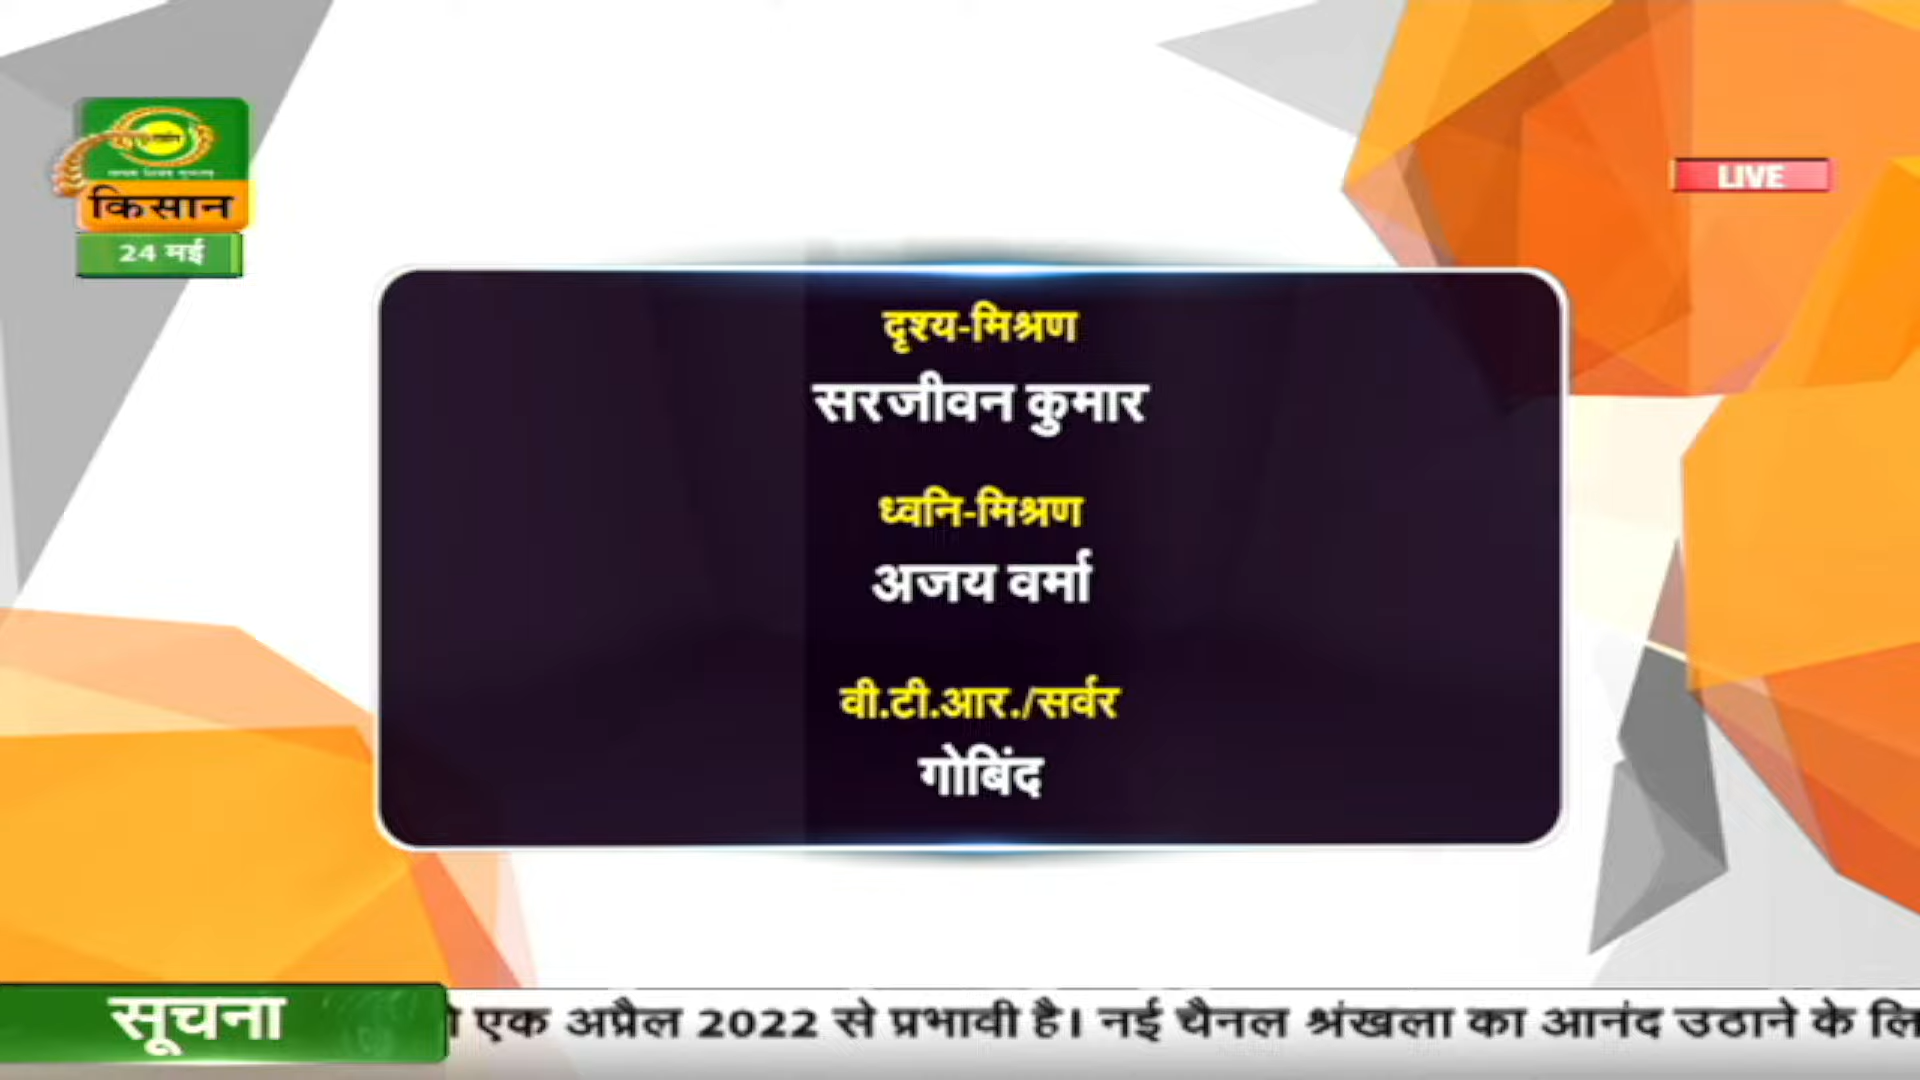 किसान
24 मई
LIVE
दृश्य-मिश्रण
सरजीवन कुमार
ध्वनि-मिश्रण
अजय वर्मा
वी.टी.आर./सर्वर
गोबिंद
सूचना
एक अप्रैल 2022 से प्रभावी है। नई चैनल श्रंखला का आनंद उठाने के